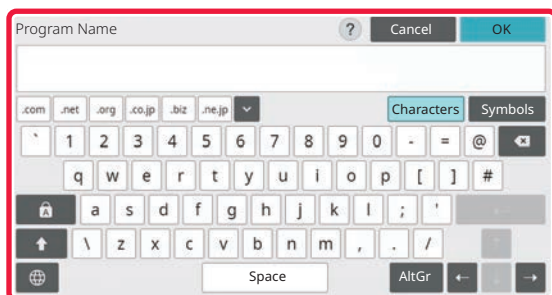 Program Name ? Cancel OK
.com .net .org .co.jp .biz .ne.jp Characters Symbols
` 1 2 3 4 5 6 7 8 9 0 - = @
q w e r t y u i o p [ ] #
A a s d f g h j k l ; '
\ z x c v b n m , . /
Space AltGr